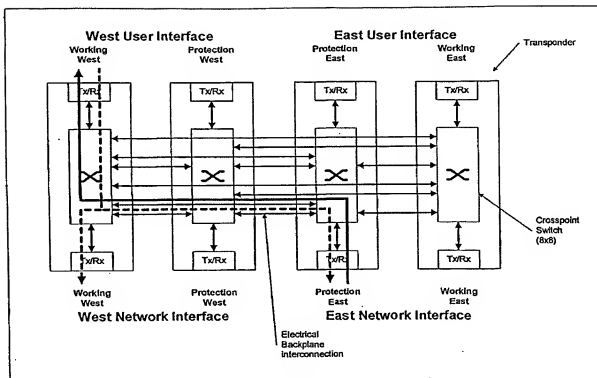 West User Interface
East User Interface
Working
West
Protection
West
Protection
East
Working
East
Transponder
Tx/Rx
Tx/Rx
Tx/Rx
Tx/Rx
Crosspoint
Switch
(8x8)
Tx/Rx
Tx/Rx
Tx/Rx
Tx/Rx
Working
West
Protection
West
Protection
East
Working
East
West Network Interface
East Network Interface
Electrical
Backplane
Interconnection